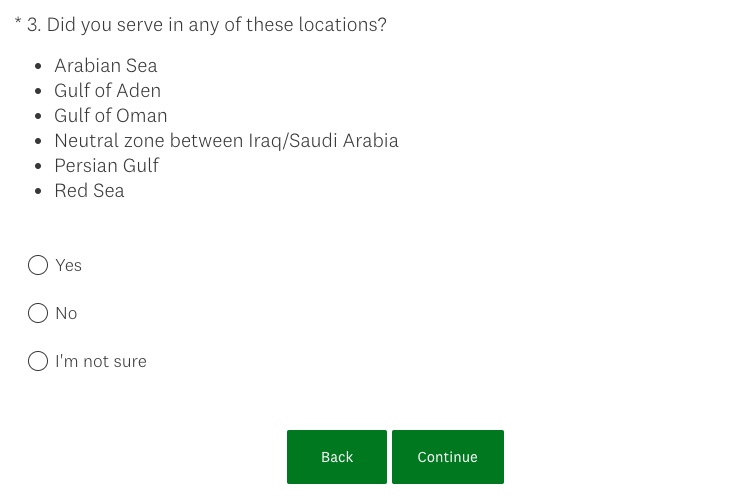 * 3. Did you serve in any of these locations?
• Arabian Sea
• Gulf of Aden
• Gulf of Oman
• Neutral zone between Iraq/Saudi Arabia
• Persian Gulf
• Red Sea
Yes
No
I'm not sure
Back Continue